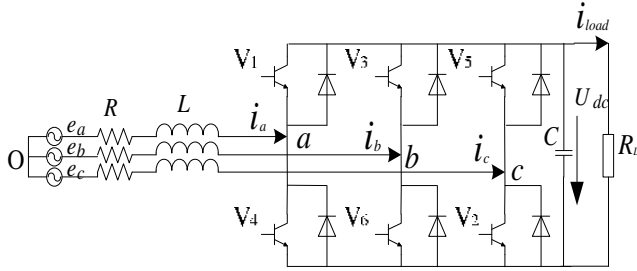 i_load
V1 V3 V5
R L i_a i_b i_c U_dc
e_a a C R_L
O e_b b
e_c c
V4 V6 V2